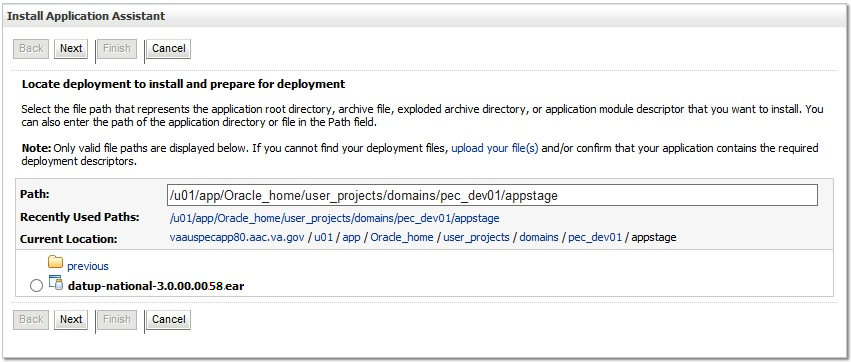 Install Application Assistant
Back Next Finish Cancel
Locate deployment to install and prepare for deployment
Select the file path that represents the application root directory, archive file, exploded archive directory, or application module descriptor that you want to install. You
can also enter the path of the application directory or file in the Path field.
Note: Only valid file paths are displayed below. If you cannot find your deployment files, upload your file(s) and/or confirm that your application contains the required
deployment descriptors.
Path: /u01/app/Oracle_home/user_projects/domains/pec_dev01/appstage
Recently Used Paths: /u01/app/Oracle_home/user_projects/domains/pec_dev01/appstage
Current Location: vaauspecapp80.aac.va.gov / u01 / app / Oracle_home / user_projects / domains / pec_dev01 / appstage
previous
datup-national-3.0.00.0058.ear
Back Next Finish Cancel